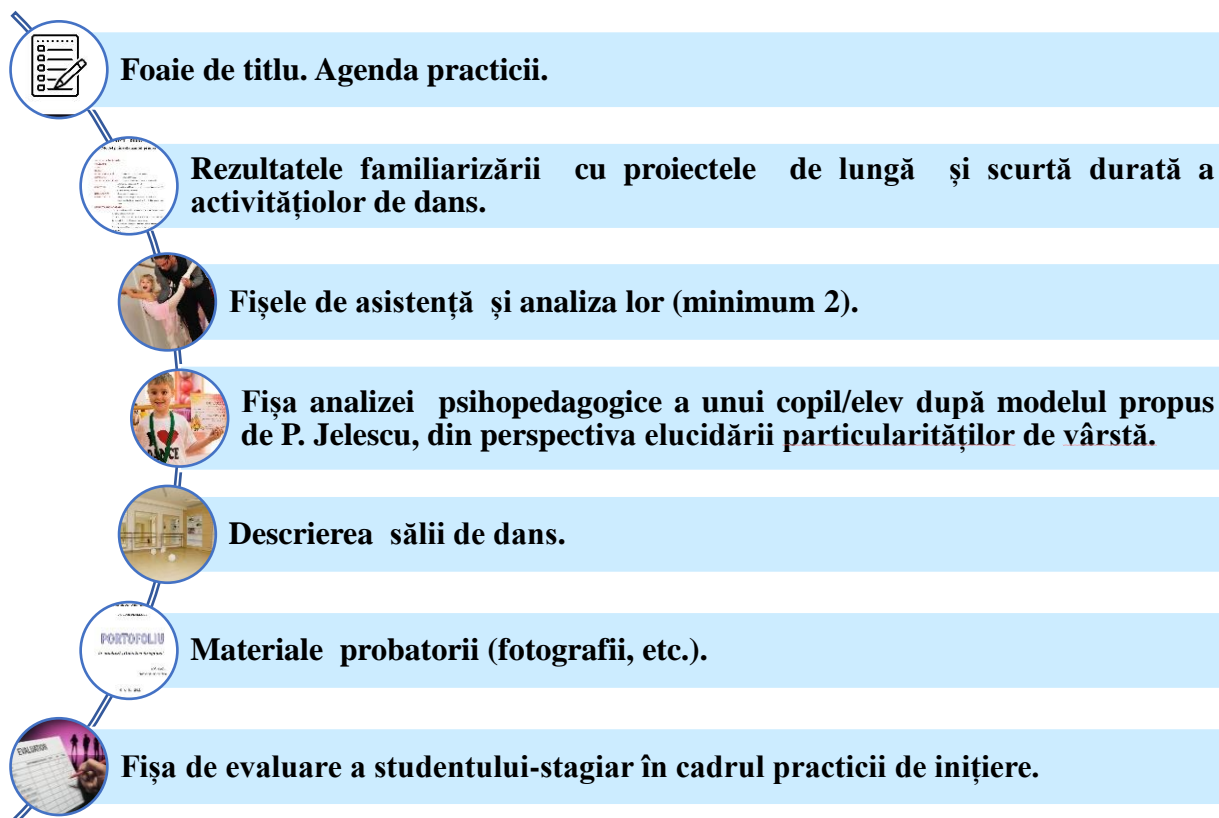 Foaie de titlu. Agenda practicii.
Rezultatele familiarizării cu proiectele de lungă și scurtă durată a
activitățiolor de dans.
Fișele de asistență și analiza lor (minimum 2).
Fișa analizei psihopedagogice a unui copil/elev după modelul propus
de P. Jelescu, din perspectiva elucidării particularităților de vârstă.
Descrierea sălii de dans.
PORTOFOLIU
Materiale probatorii (fotografii, etc.).
EVALUATION
Fișa de evaluare a studentului-stagiar în cadrul practicii de inițiere.